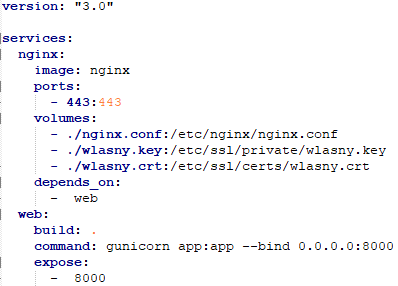 version: "3.0"
services:
nginx:
image: nginx
ports:
- 443:443
volumes:
- ./nginx.conf:/etc/nginx/nginx.conf
- ./wlasny.key:/etc/ssl/private/wlasny.key
- ./wlasny.crt:/etc/ssl/certs/wlasny.crt
depends_on:
- web
web:
build: .
command: gunicorn app:app --bind 0.0.0.0:8000
expose:
- 8000